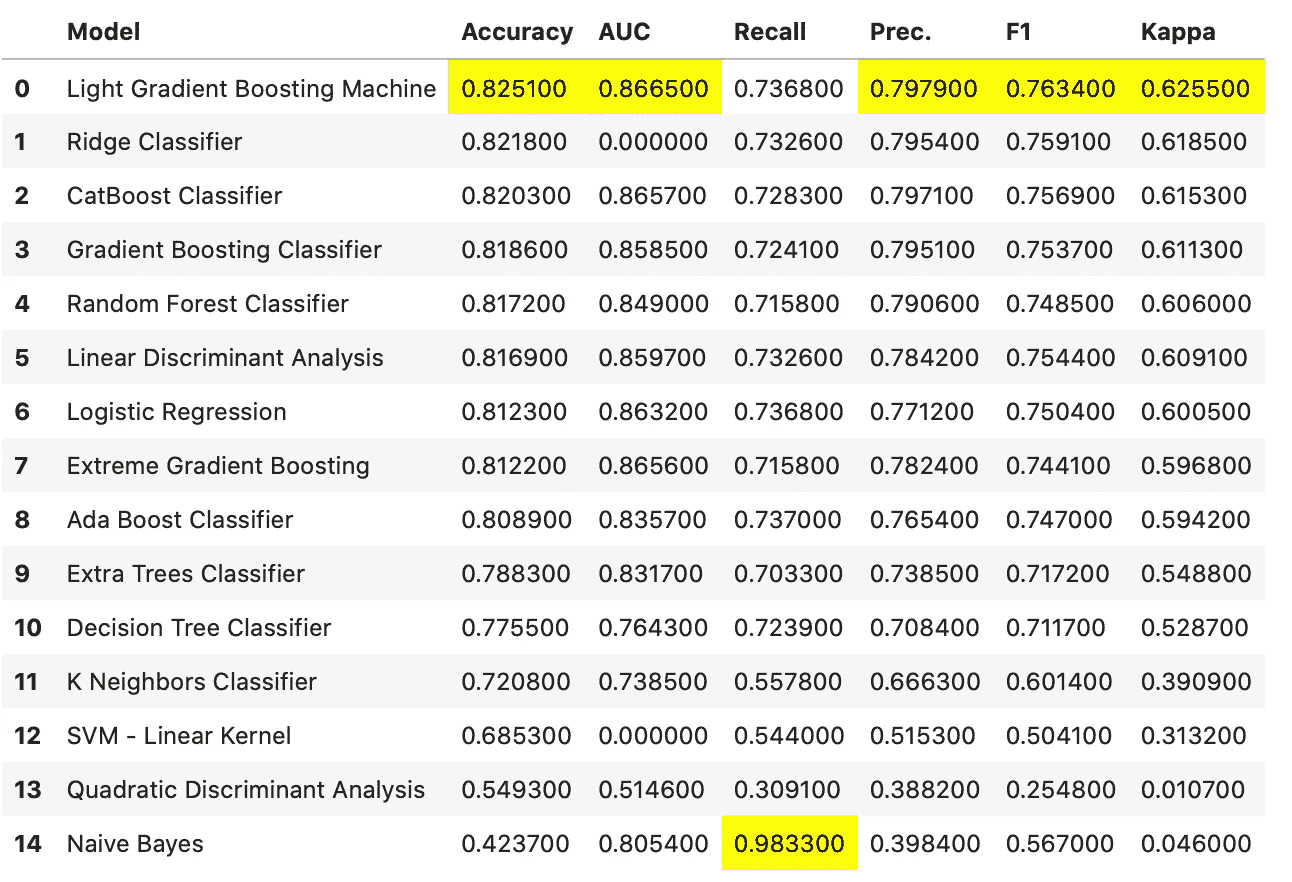 Model Accuracy AUC Recall Prec. F1 Kappa
0 Light Gradient Boosting Machine 0.825100 0.866500 0.736800 0.797900 0.763400 0.625500
1 Ridge Classifier 0.821800 0.000000 0.732600 0.795400 0.759100 0.618500
2 CatBoost Classifier 0.820300 0.865700 0.728300 0.797100 0.756900 0.615300
3 Gradient Boosting Classifier 0.818600 0.858500 0.724100 0.795100 0.753700 0.611300
4 Random Forest Classifier 0.817200 0.849000 0.715800 0.790600 0.748500 0.606000
5 Linear Discriminant Analysis 0.816900 0.859700 0.732600 0.784200 0.754400 0.609100
6 Logistic Regression 0.812300 0.863200 0.736800 0.771200 0.750400 0.600500
7 Extreme Gradient Boosting 0.812200 0.865600 0.715800 0.782400 0.744100 0.596800
8 Ada Boost Classifier 0.808900 0.835700 0.737000 0.765400 0.747000 0.594200
9 Extra Trees Classifier 0.788300 0.831700 0.703300 0.738500 0.717200 0.548800
10 Decision Tree Classifier 0.775500 0.764300 0.723900 0.708400 0.711700 0.528700
11 K Neighbors Classifier 0.720800 0.738500 0.557800 0.666300 0.601400 0.390900
12 SVM - Linear Kernel 0.685300 0.000000 0.544000 0.515300 0.504100 0.313200
13 Quadratic Discriminant Analysis 0.549300 0.514600 0.309100 0.388200 0.254800 0.010700
14 Naive Bayes 0.423700 0.805400 0.983300 0.398400 0.567000 0.046000